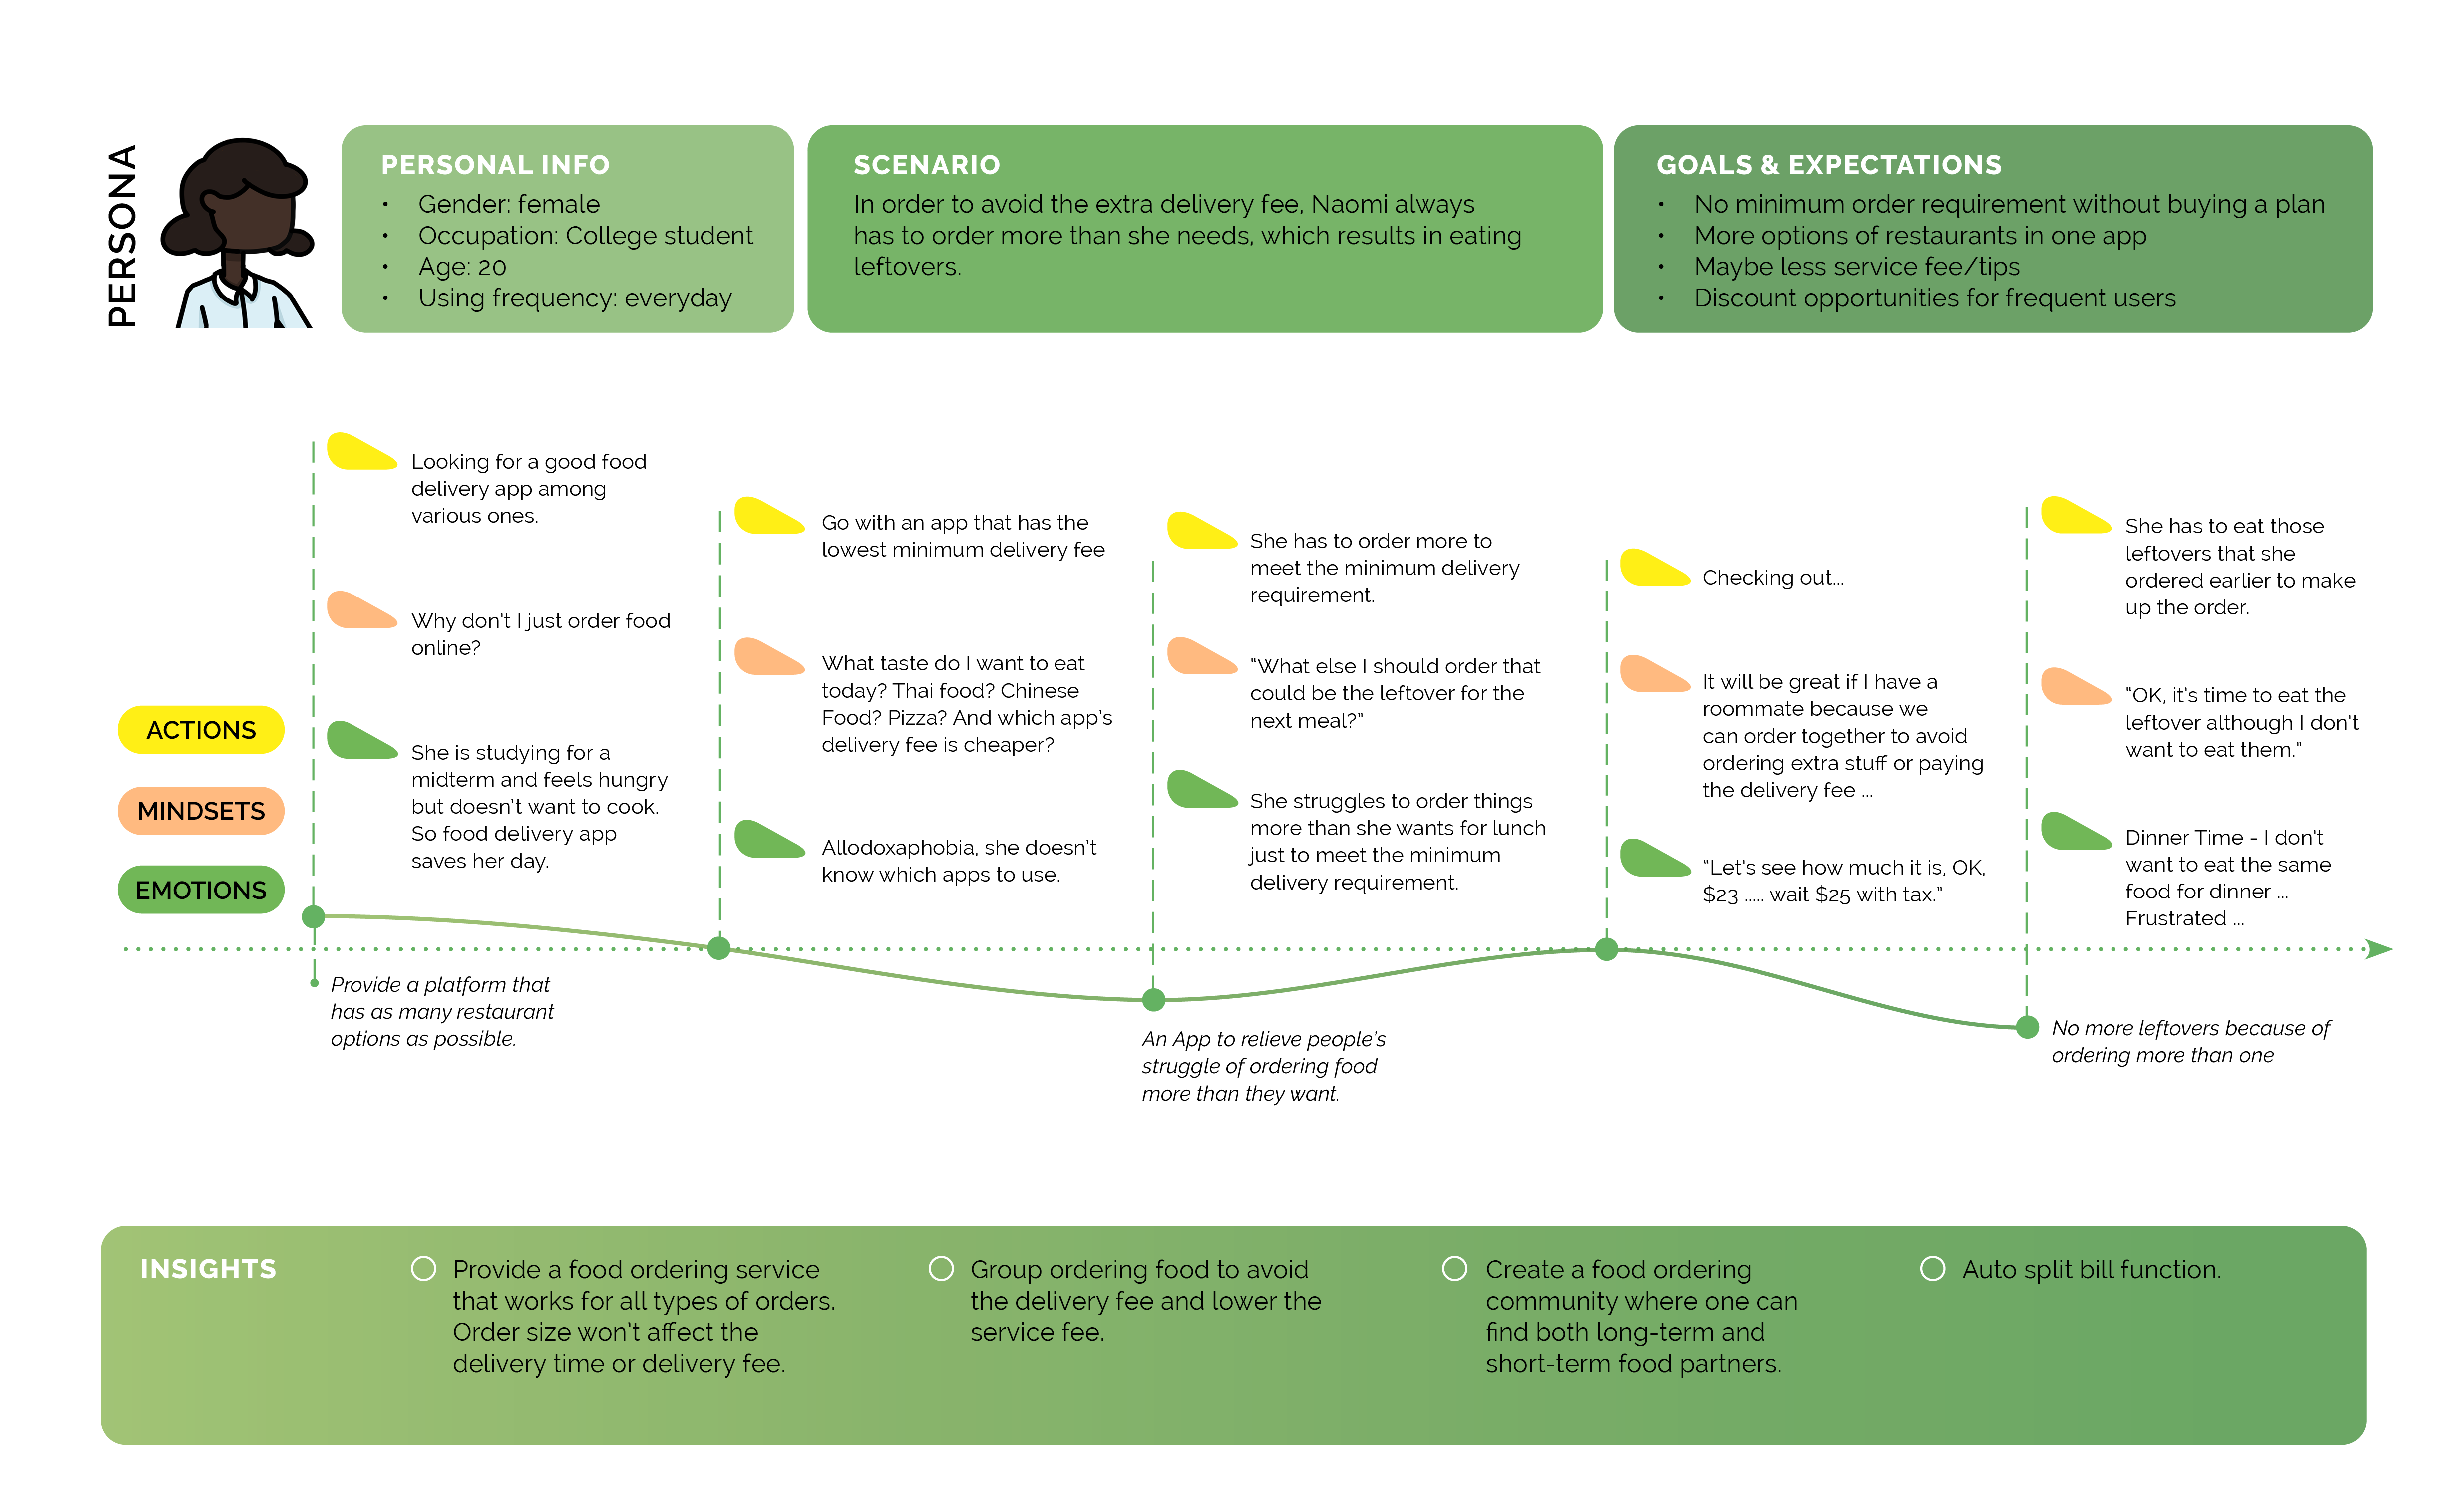 PERSONA
PERSONAL INFO
• Gender: female
• Occupation: College student
• Age: 20
• Using frequency: everyday
SCENARIO
In order to avoid the extra delivery fee, Naomi always
has to order more than she needs, which results in eating
leftovers.
GOALS & EXPECTATIONS
• No minimum order requirement without buying a plan
• More options of restaurants in one app
• Maybe less service fee/tips
• Discount opportunities for frequent users
ACTIONS
MINDSETS
EMOTIONS
Looking for a good food
delivery app among
various ones.
Why don't I just order food
online?
She is studying for a
midterm and feels hungry
but doesn't want to cook.
So food delivery app
saves her day.
Provide a platform that
has as many restaurant
options as possible.
Go with an app that has the
lowest minimum delivery fee
What taste do I want to eat
today? Thai food? Chinese
Food? Pizza? And which app's
delivery fee is cheaper?
Allodoxaphobia, she doesn't
know which apps to use.
She has to order more to
meet the minimum delivery
requirement.
"What else I should order that
could be the leftover for the
next meal?"
She struggles to order things
more than she wants for lunch
just to meet the minimum
delivery requirement.
An App to relieve people's
struggle of ordering food
more than they want.
Checking out...
It will be great if I have a
roommate because we
can order together to avoid
ordering extra stuff or paying
the delivery fee ...
"Let's see how much it is, OK,
$23 ..... wait $25 with tax."
She has to eat those
leftovers that she
ordered earlier to make
up the order.
"OK, it's time to eat the
leftover although I don't
want to eat them."
Dinner Time - I don't
want to eat the same
food for dinner ...
Frustrated ...
No more leftovers because of
ordering more than one
INSIGHTS
Provide a food ordering service
that works for all types of orders.
Order size won't affect the
delivery time or delivery fee.
Group ordering food to avoid
the delivery fee and lower the
service fee.
Create a food ordering
community where one can
find both long-term and
short-term food partners.
Auto split bill function.